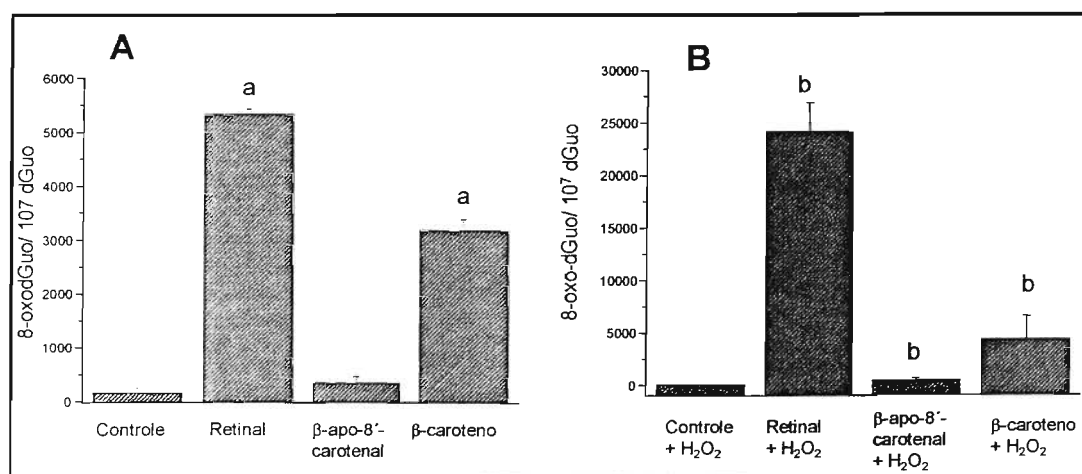 A
8-oxodGuo/ 107 dGuo
6000
5000
4000
3000
2000
1000
0
a
a
Controle
Retinal
β-apo-8´-
carotenal
β-caroteno
B
8-oxo-dGuo/ 10⁷ dGuo
30000
25000
20000
15000
10000
5000
0
b
b
b
Controle
+ H₂O₂
Retinal
+ H₂O₂
β-apo-8´-
carotenal
+ H₂O₂
β-caroteno
+ H₂O₂